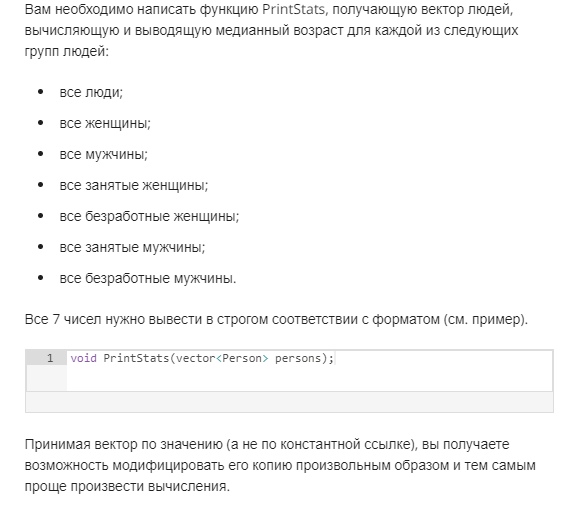 Вам необходимо написать функцию PrintStats, получающую вектор людей,
вычисляющую и выводящую медианный возраст для каждой из следующих
групп людей:
• все люди;
• все женщины;
• все мужчины;
• все занятые женщины;
• все безработные женщины;
• все занятые мужчины;
• все безработные мужчины.
Все 7 чисел нужно вывести в строгом соответствии с форматом (см. пример).
1 void PrintStats(vector<Person> persons);
Принимая вектор по значению (а не по константной ссылке), вы получаете
возможность модифицировать его копию произвольным образом и тем самым
проще произвести вычисления.